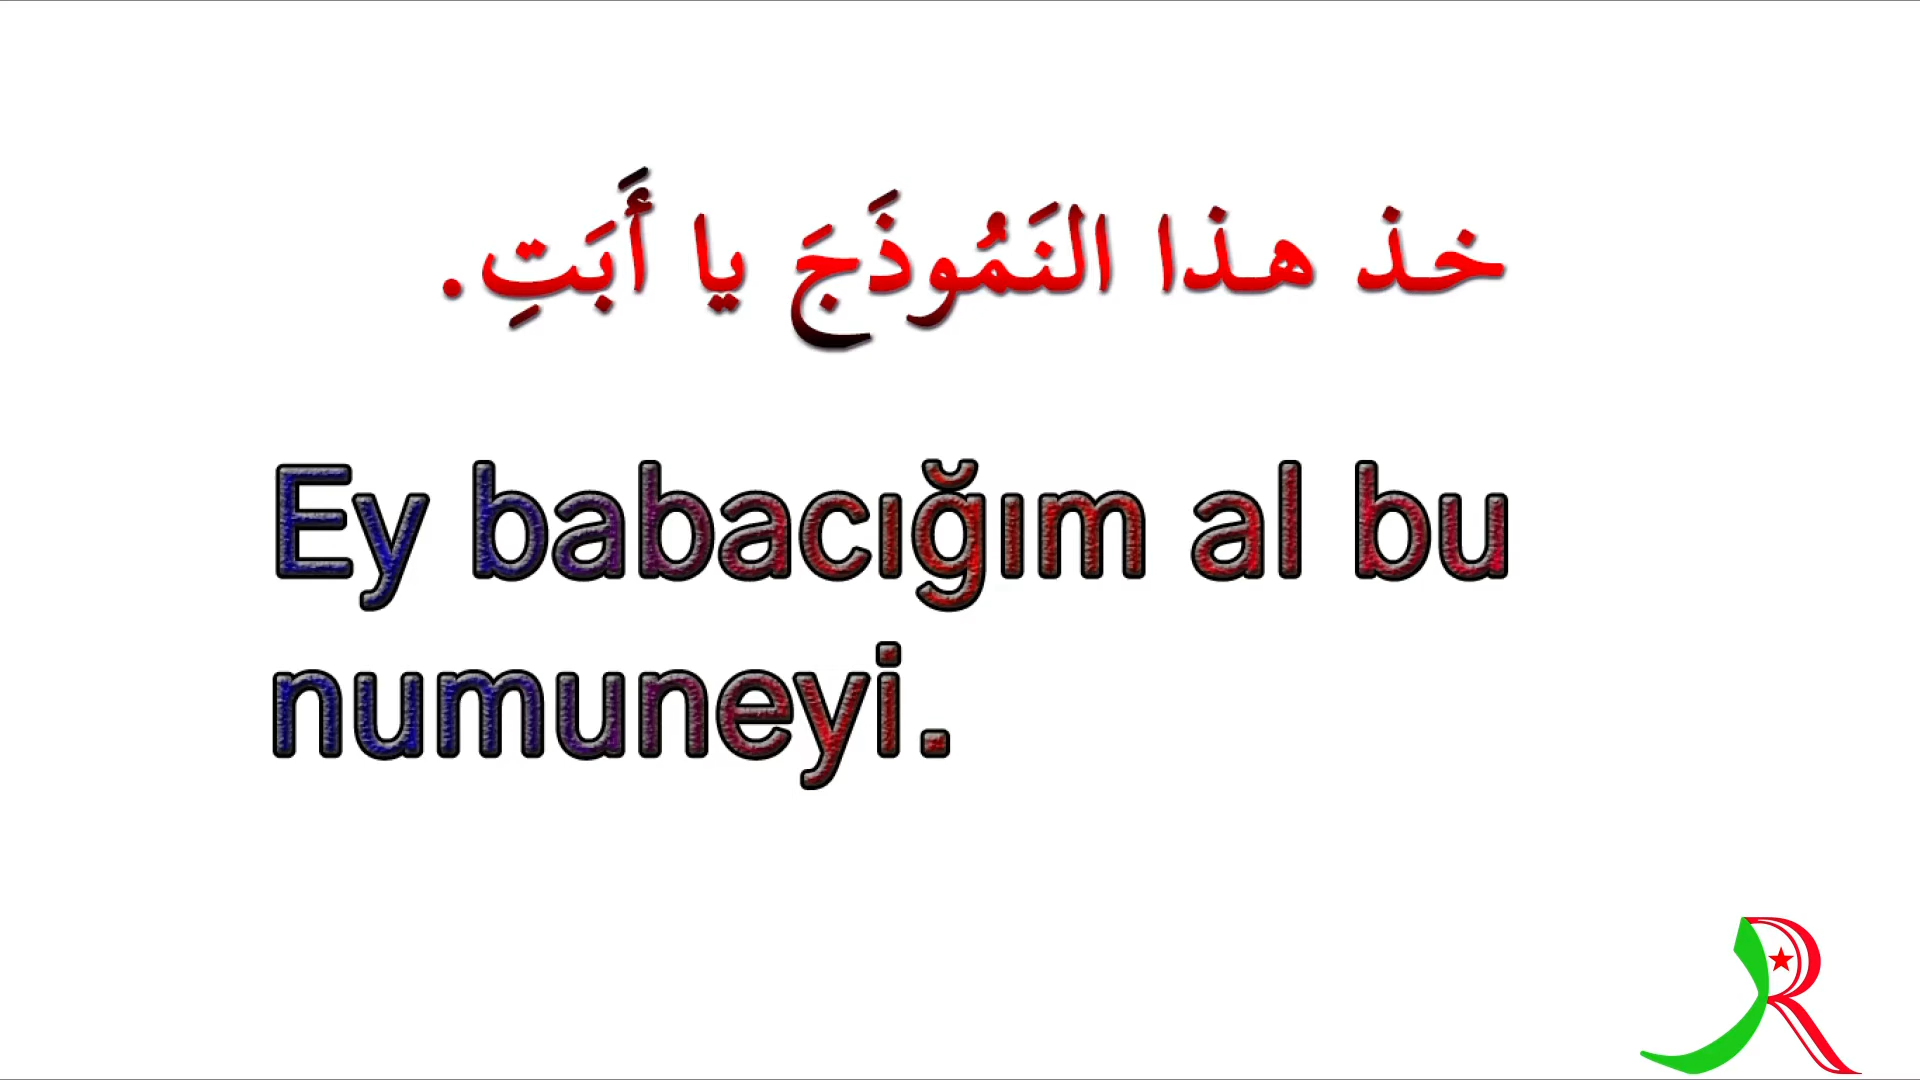 خذ هذا النَمُوذَجَ يا أَبَتِ.
Ey babacığım al bu
numuneyi.